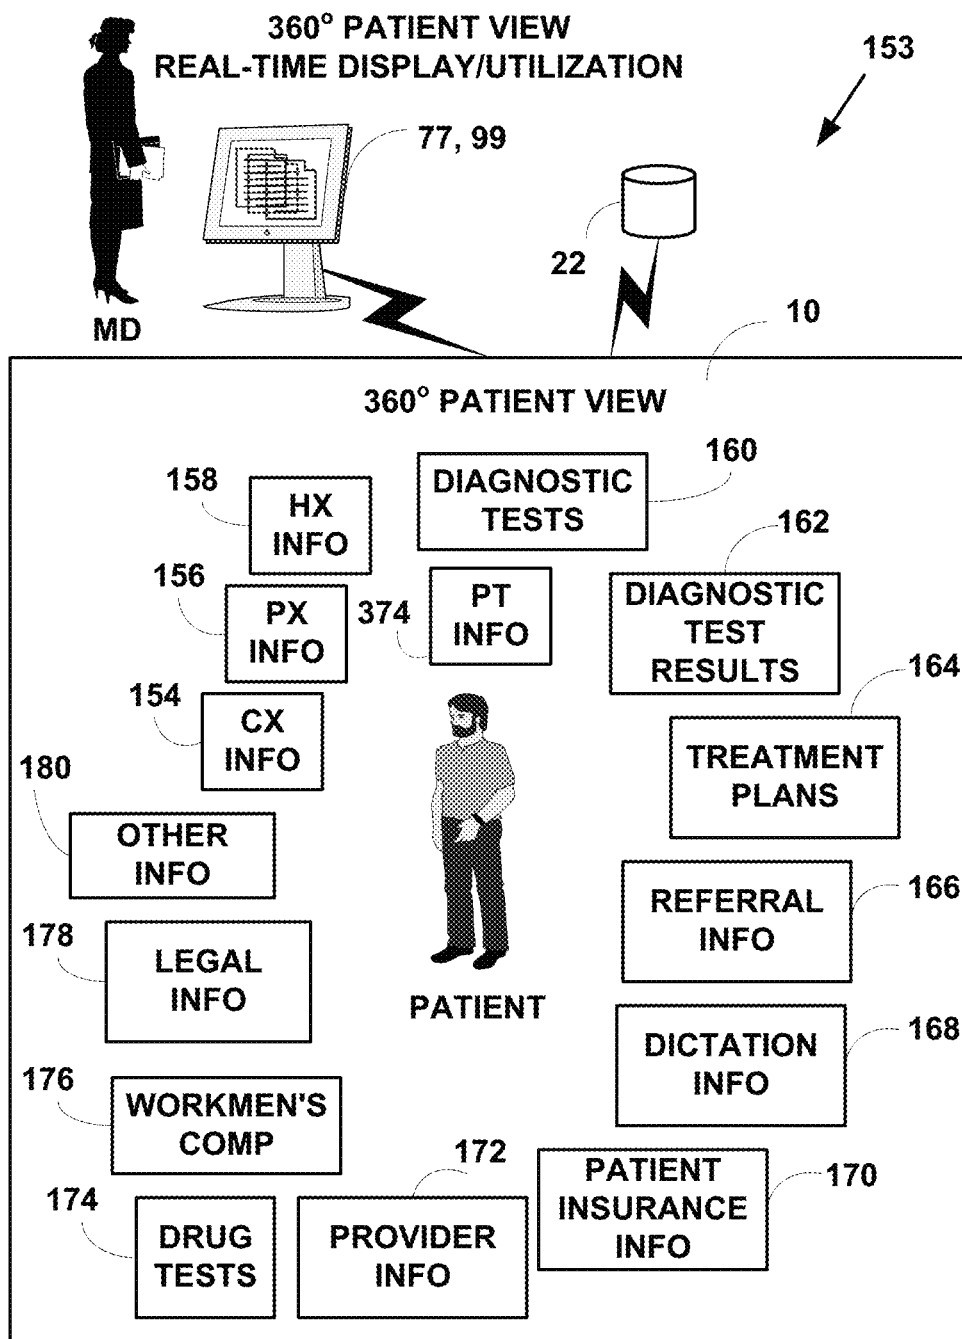 360° PATIENT VIEW
REAL-TIME DISPLAY/UTILIZATION
153
77, 99
22
MD
10
360° PATIENT VIEW
160
158
HX
INFO
DIAGNOSTIC
TESTS
162
156
PX
INFO
374
PT
INFO
DIAGNOSTIC
TEST
RESULTS
164
154
CX
INFO
TREATMENT
PLANS
180
OTHER
INFO
166
REFERRAL
INFO
178
LEGAL
INFO
PATIENT
168
DICTATION
INFO
176
WORKMEN'S
COMP
172
PATIENT
INSURANCE
INFO
170
174
DRUG
TESTS
PROVIDER
INFO